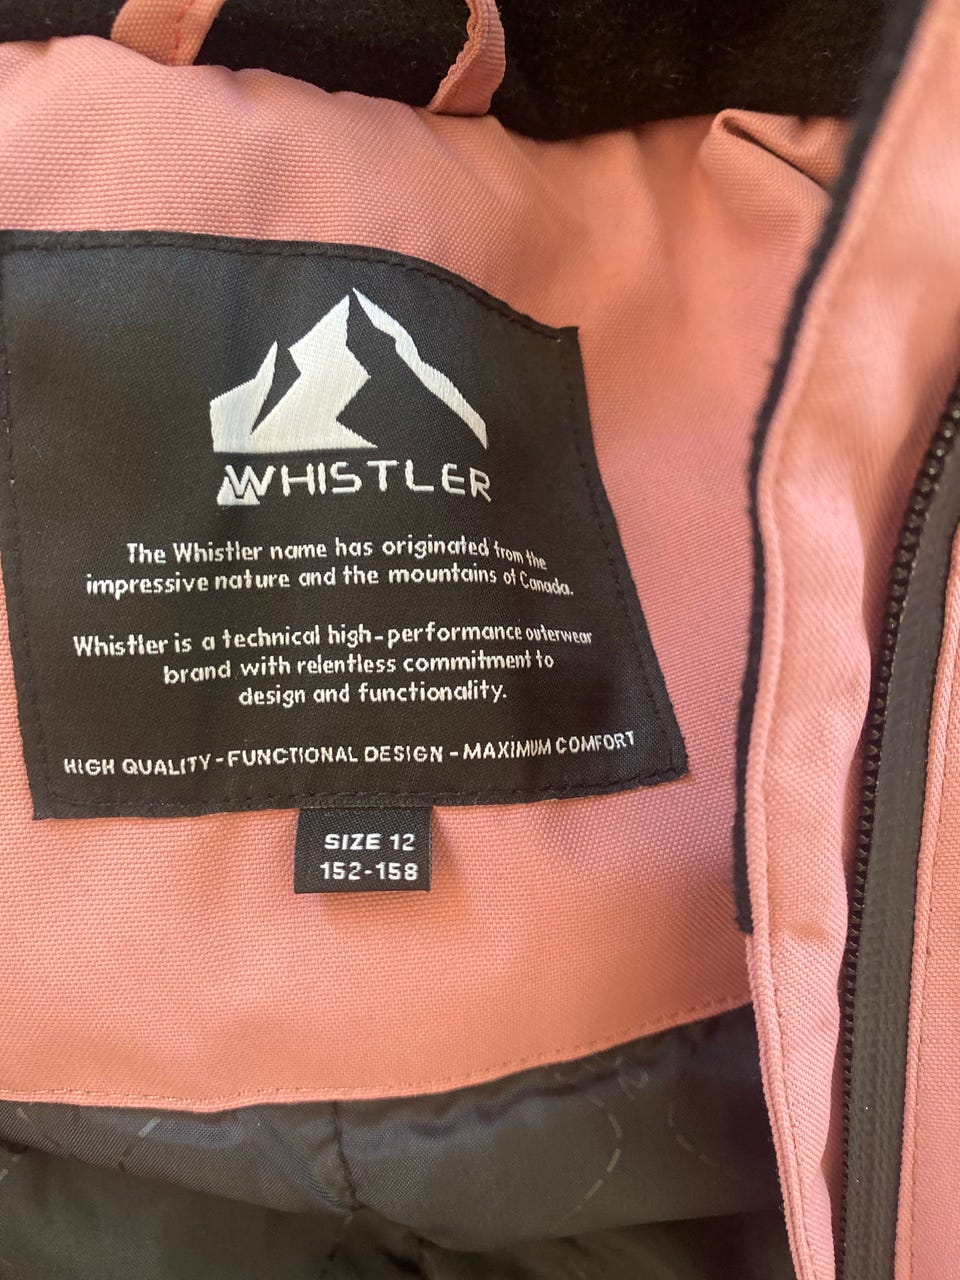 WHISTLER
The Whistler name has originated from the
impressive nature and the mountains of Canada.
Whistler is a technical high-performance outerwear
brand with relentless commitment to
design and functionality.
HIGH QUALITY - FUNCTIONAL DESIGN - MAXIMUM COMFORT
SIZE 12
152-158